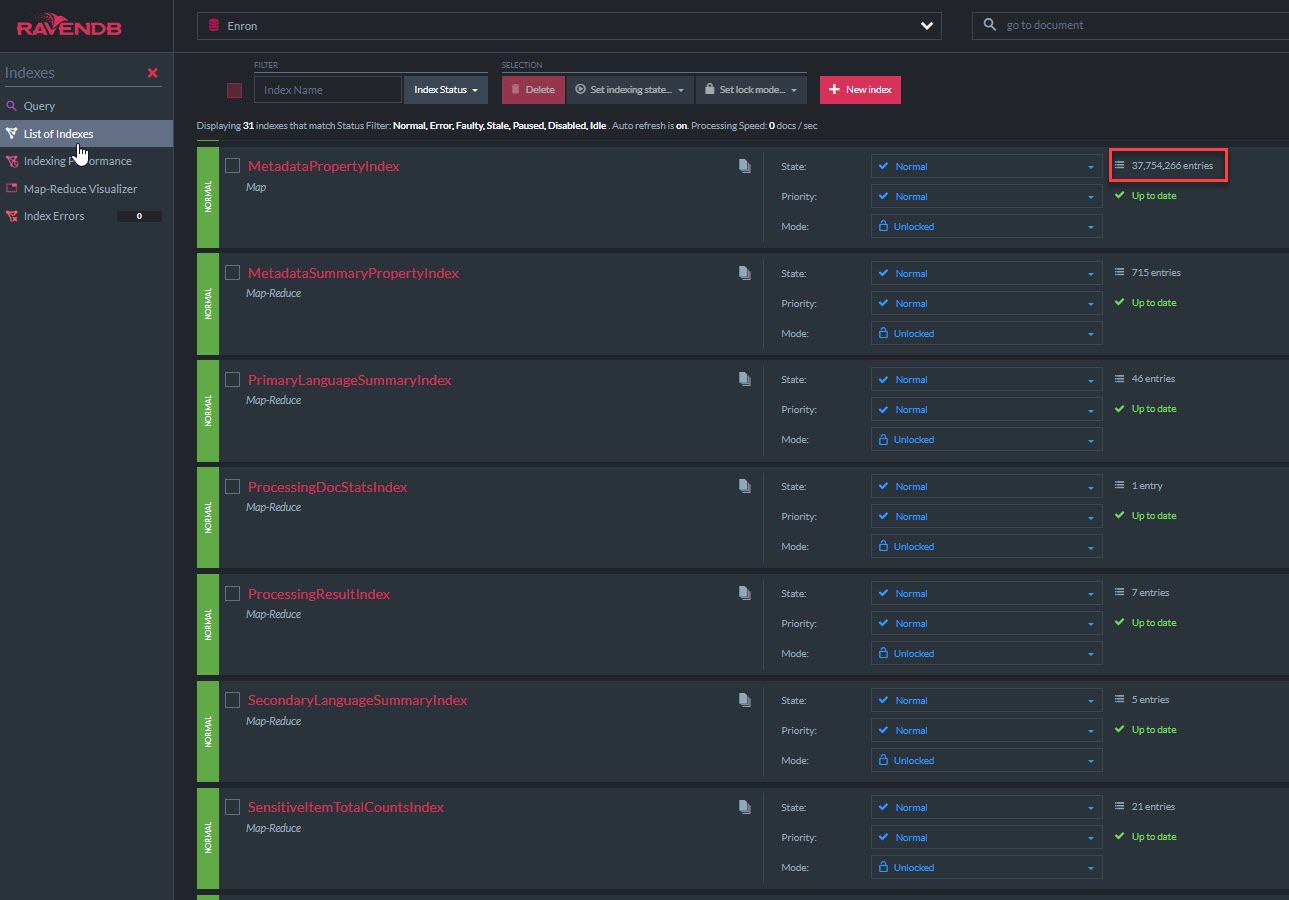 RAVENDB
Enron
go to document
Indexes
Query
List of Indexes
Indexing
ormance
Map-Reduce Visualizer
Index Errors 0
FILTER
SELECTION
Index Name
Index Status
Delete
Set indexing state...
Set lock mode...
New index
Displaying 31 indexes that match Status Filter: Normal, Error, Faulty, Stale, Paused, Disabled, Idle . Auto refresh is on. Processing Speed: 0 docs / sec
NORMAL
MetadataPropertyIndex
Map
State: Normal
Priority: Normal
Mode: Unlocked
37,754,266 entries
Up to date
NORMAL
MetadataSummaryPropertyIndex
Map-Reduce
State: Normal
Priority: Normal
Mode: Unlocked
715 entries
Up to date
NORMAL
PrimaryLanguageSummaryIndex
Map-Reduce
State: Normal
Priority: Normal
Mode: Unlocked
46 entries
Up to date
NORMAL
ProcessingDocStatsIndex
Map-Reduce
State: Normal
Priority: Normal
Mode: Unlocked
1 entry
Up to date
NORMAL
ProcessingResultIndex
Map-Reduce
State: Normal
Priority: Normal
Mode: Unlocked
7 entries
Up to date
NORMAL
SecondaryLanguageSummaryIndex
Map-Reduce
State: Normal
Priority: Normal
Mode: Unlocked
5 entries
Up to date
NORMAL
SensitiveItemTotalCountsIndex
Map-Reduce
State: Normal
Priority: Normal
Mode: Unlocked
21 entries
Up to date